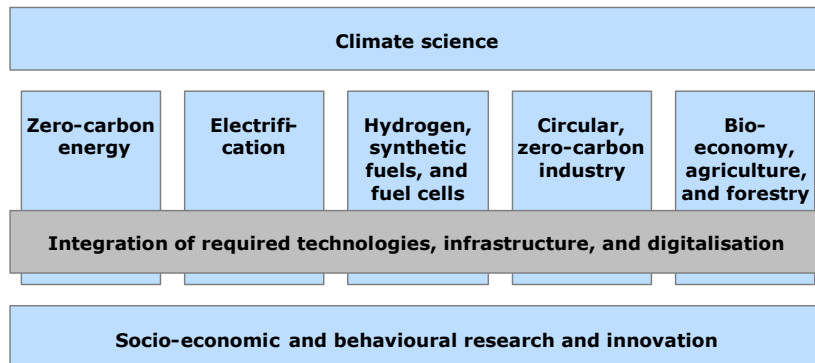 Climate science
Zero-carbon
energy
Electrifi-
cation
Hydrogen,
synthetic
fuels, and
fuel cells
Circular,
zero-carbon
industry
Bio-
economy,
agriculture,
and forestry
Integration of required technologies, infrastructure, and digitalisation
Socio-economic and behavioural research and innovation